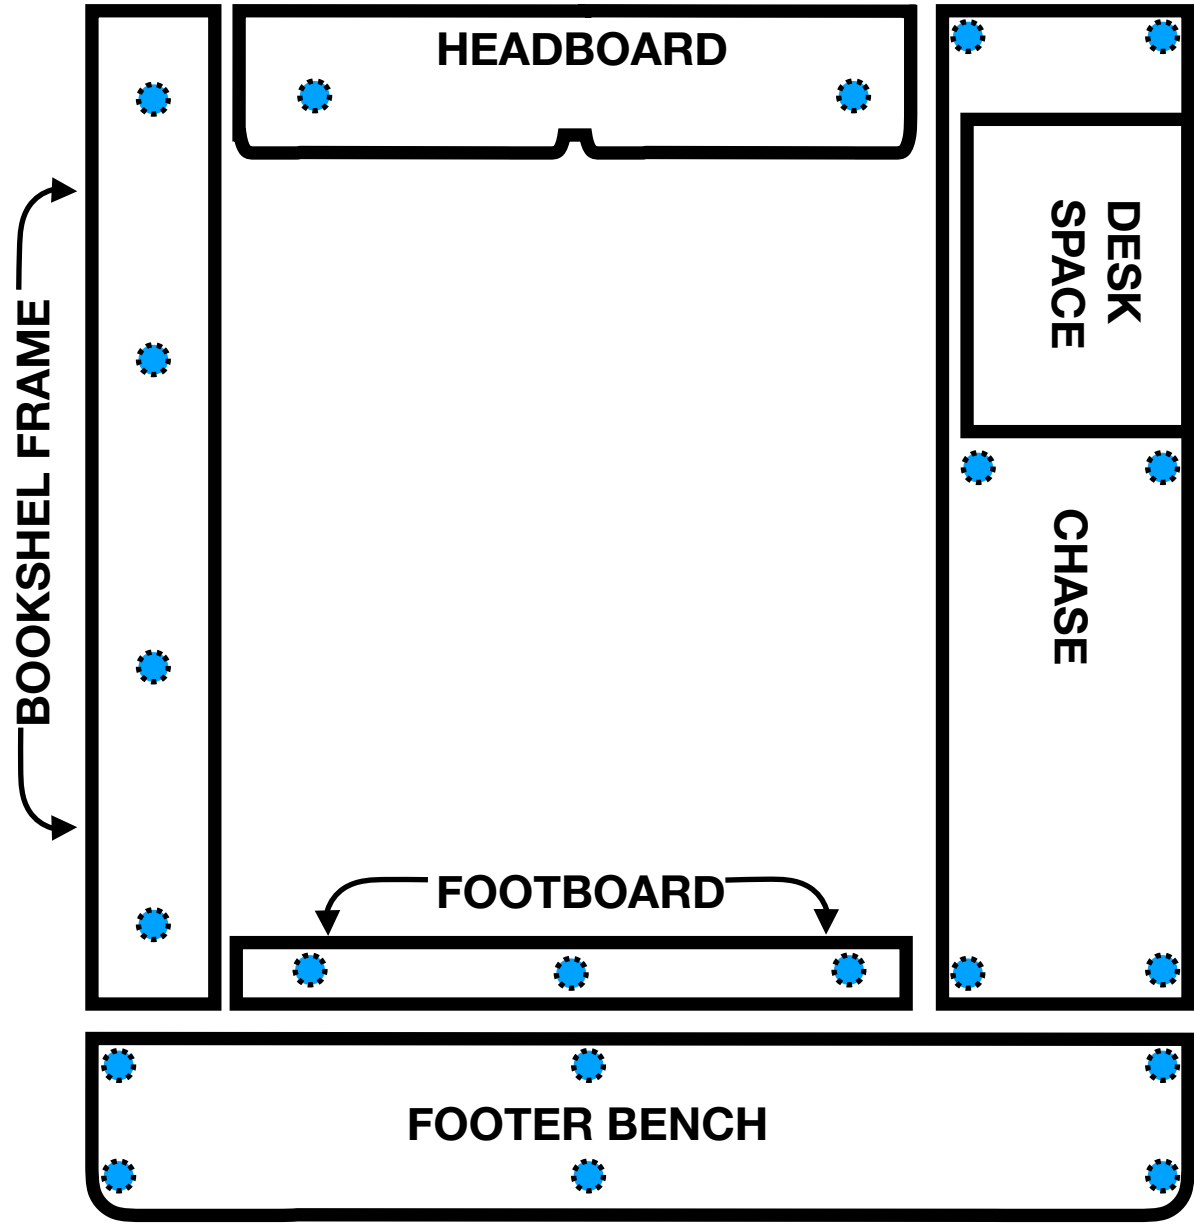 HEADBOARD
DESK
SPACE
BOOKSHEL FRAME
CHASE
FOOTBOARD
FOOTER BENCH